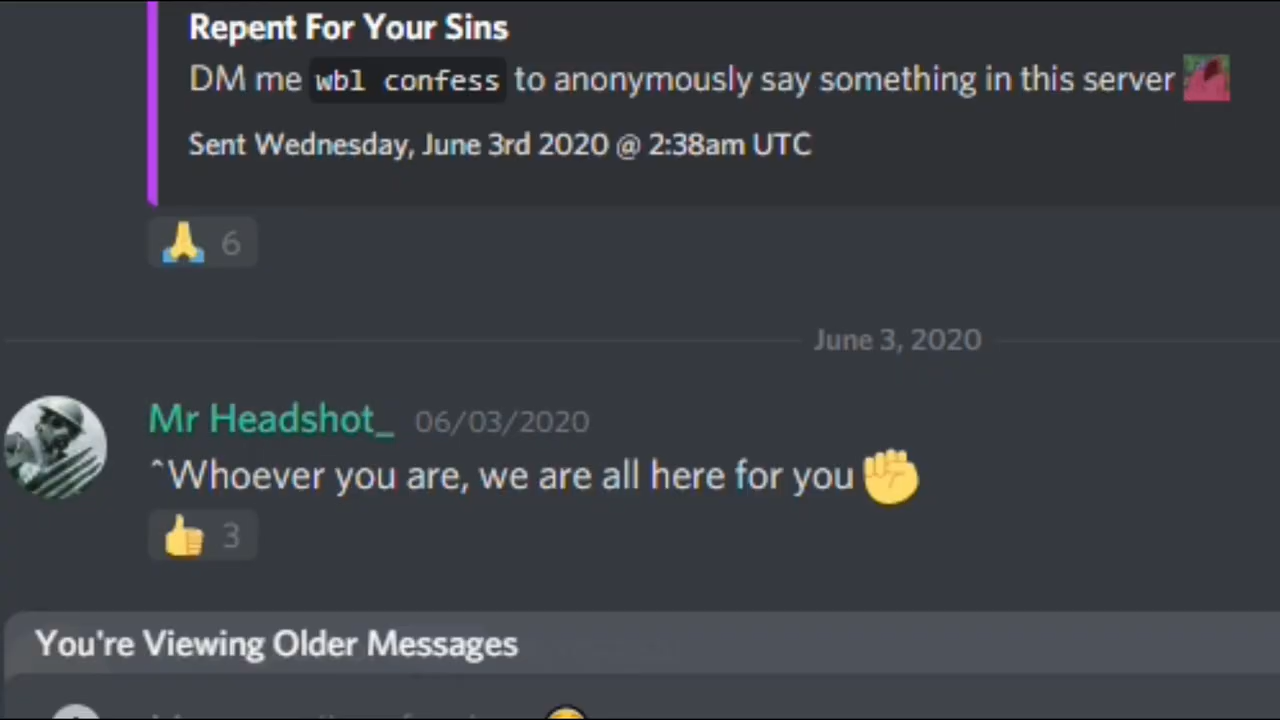 Repent For Your Sins
DM me wbl confess to anonymously say something in this server
Sent Wednesday, June 3rd 2020 @ 2:38am UTC
6
June 3, 2020
Mr Headshot_ 06/03/2020
^Whoever you are, we are all here for you ✊
3
You're Viewing Older Messages